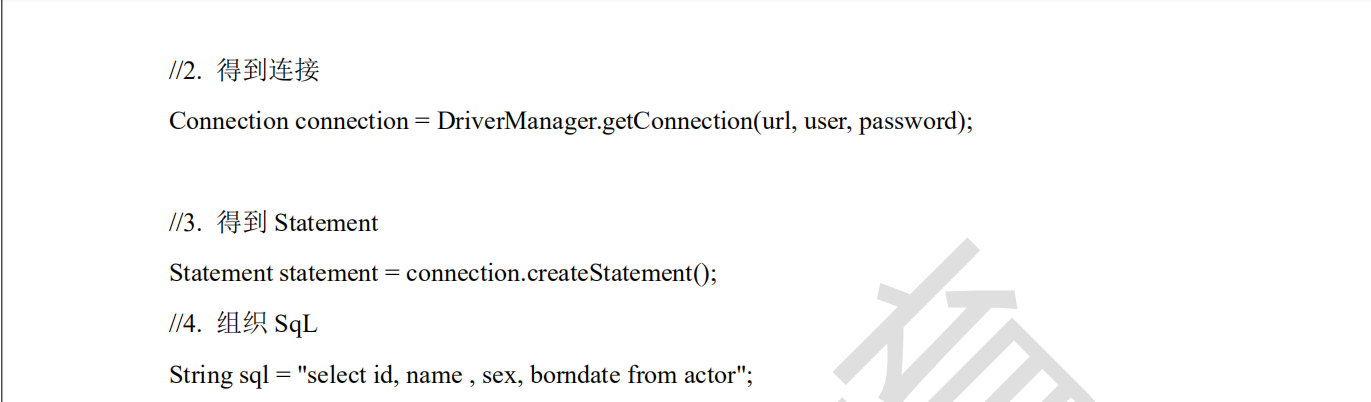 //2. 得到连接
Connection connection = DriverManager.getConnection(url, user, password);
//3. 得到 Statement
Statement statement = connection.createStatement();
//4. 组织 SqL
String sql = "select id, name , sex, borndate from actor";